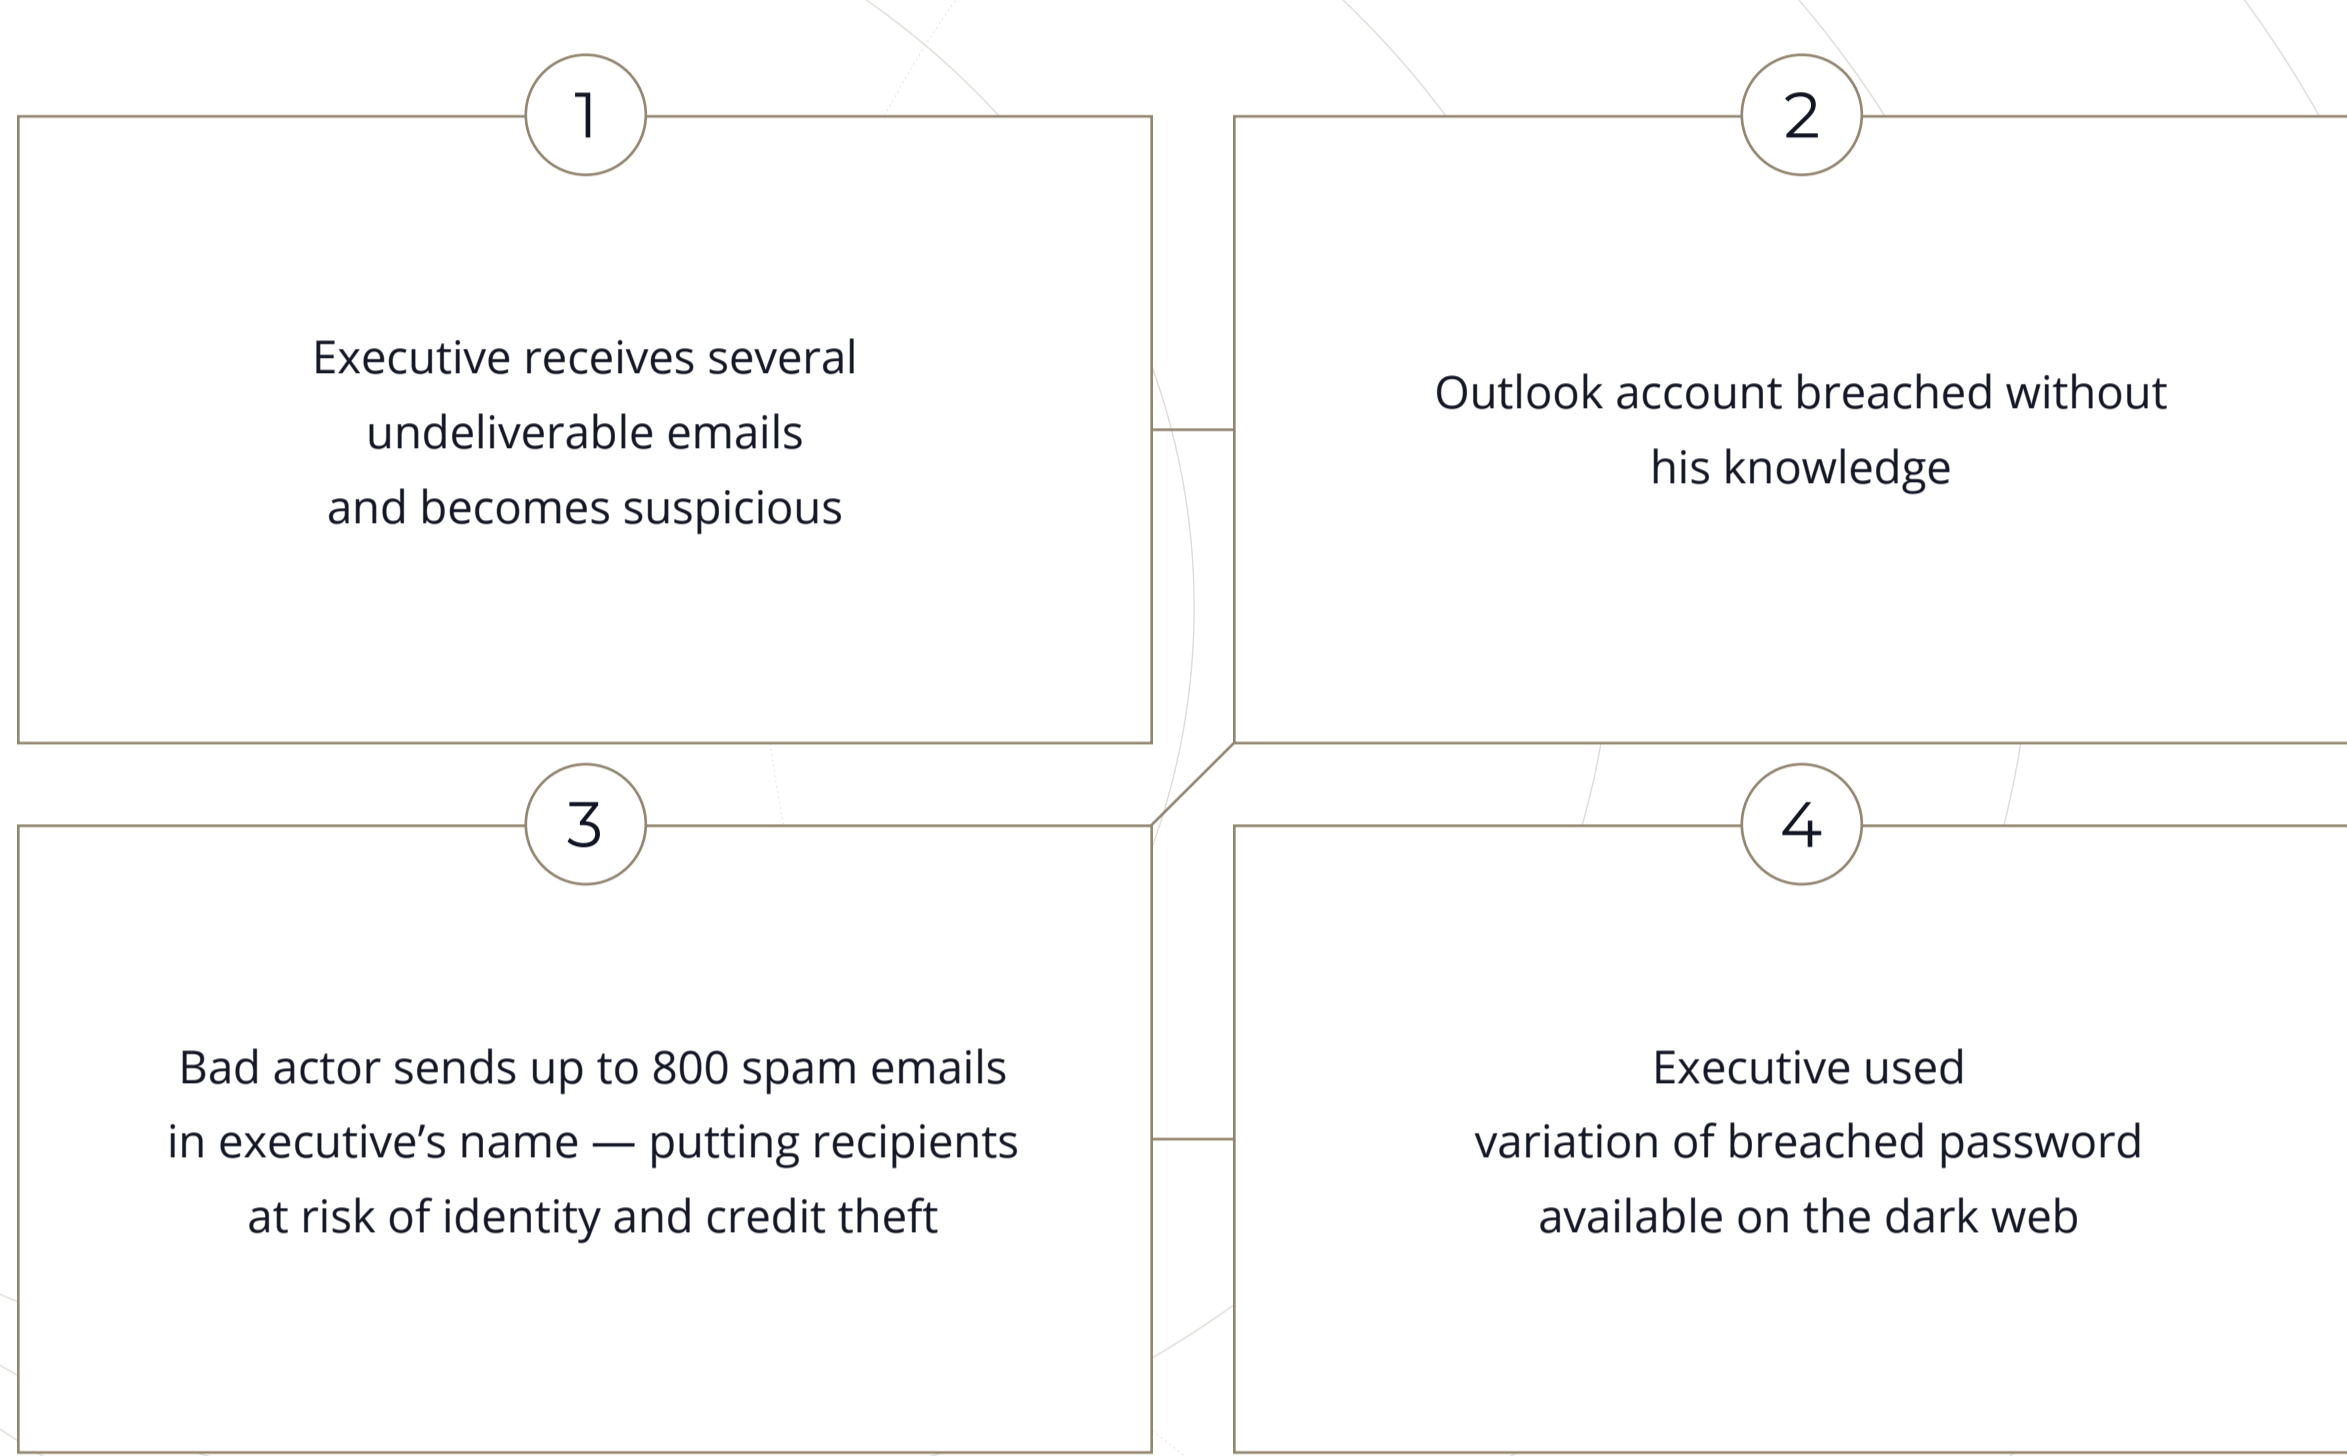 1
Executive receives several
undeliverable emails
and becomes suspicious
2
Outlook account breached without
his knowledge
3
Bad actor sends up to 800 spam emails
in executive’s name — putting recipients
at risk of identity and credit theft
4
Executive used
variation of breached password
available on the dark web